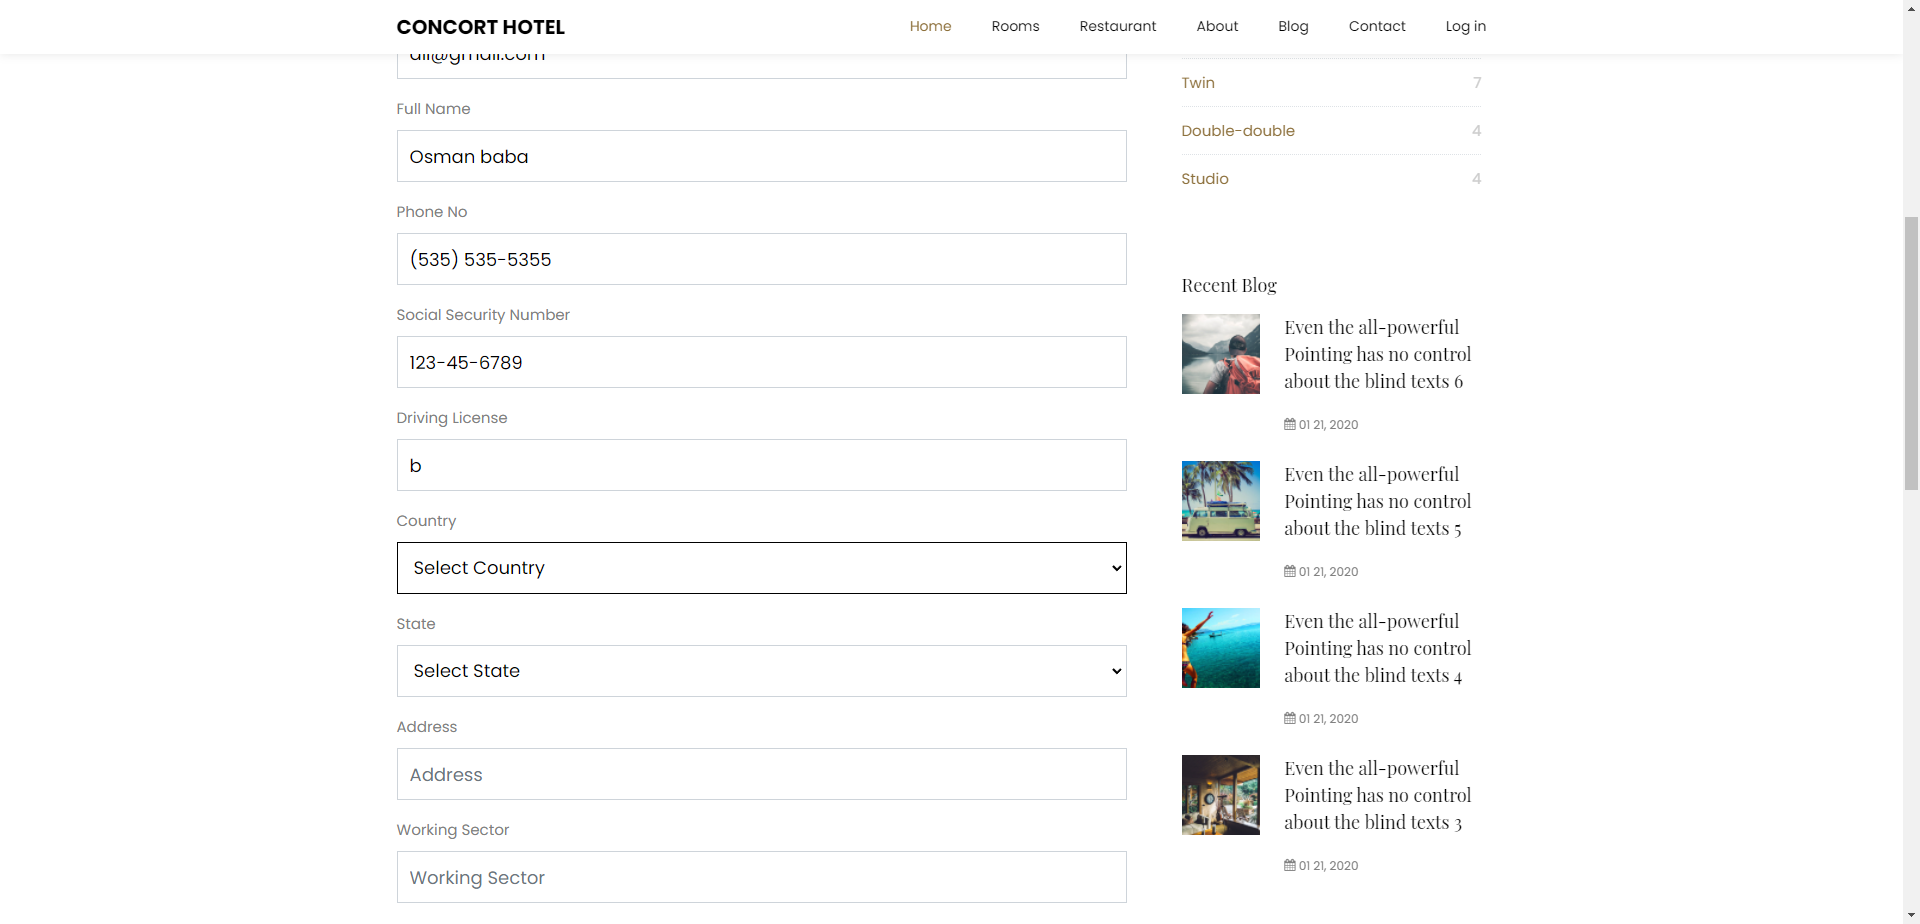 CONCORT HOTEL
Home
Rooms
Restaurant
About
Blog
Contact
Log in
ali@gmail.com
Full Name
Osman baba
Phone No
(535) 535-5355
Social Security Number
123-45-6789
Driving License
b
Country
Select Country
State
Select State
Address
Address
Working Sector
Working Sector
Twin 7
Double-double 4
Studio 4
Recent Blog
Even the all-powerful
Pointing has no control
about the blind texts 6
01 21, 2020
Even the all-powerful
Pointing has no control
about the blind texts 5
01 21, 2020
Even the all-powerful
Pointing has no control
about the blind texts 4
01 21, 2020
Even the all-powerful
Pointing has no control
about the blind texts 3
01 21, 2020